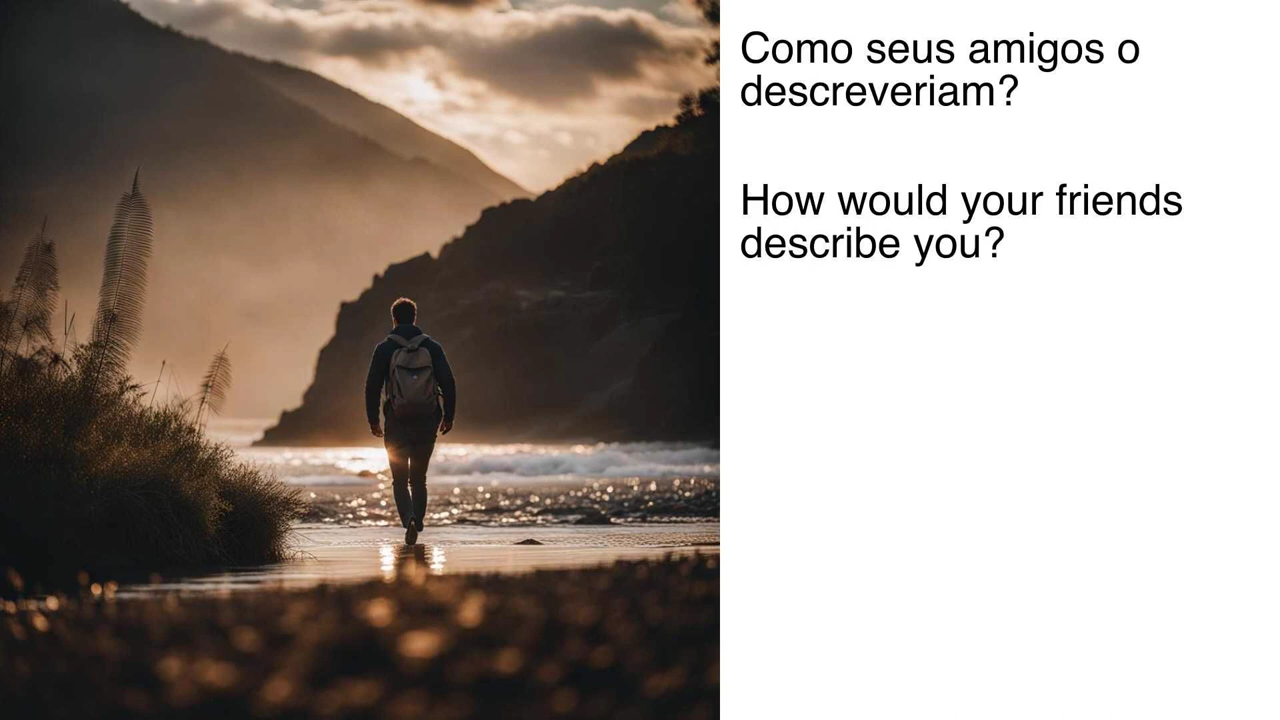 Como seus amigos o
descreveriam?
How would your friends
describe you?